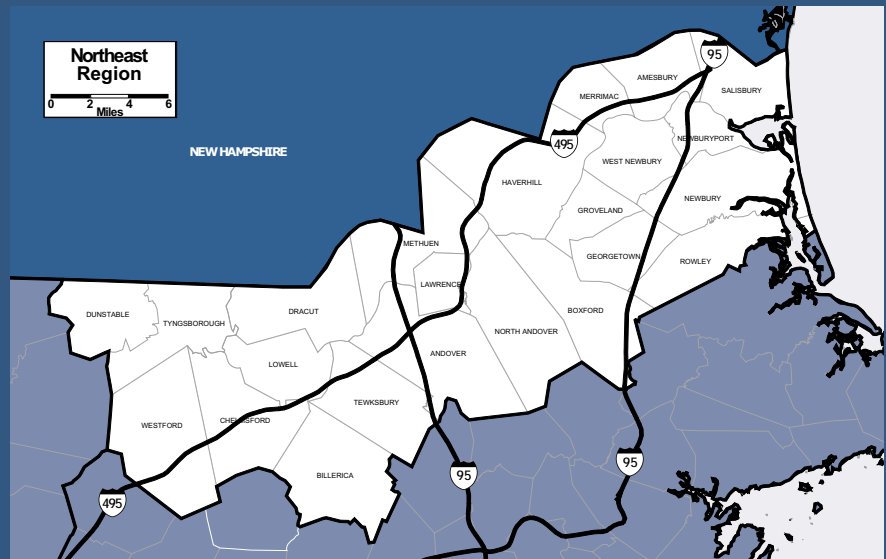 Northeast
Region
0 2 4 6
Miles
NEW HAMPSHIRE
95
AMESBURY
SALISBURY
MERRIMAC
495
NEWBURYPORT
WEST NEWBURY
HAVERHILL
NEWBURY
GROVELAND
METHUEN
GEORGETOWN
ROWLEY
LAWRENCE
DUNSTABLE
TYNGSBOROUGH
DRACUT
BOXFORD
NORTH ANDOVER
ANDOVER
LOWELL
TEWKSBURY
WESTFORD
CHELMSFORD
BILLERICA
95
95
495